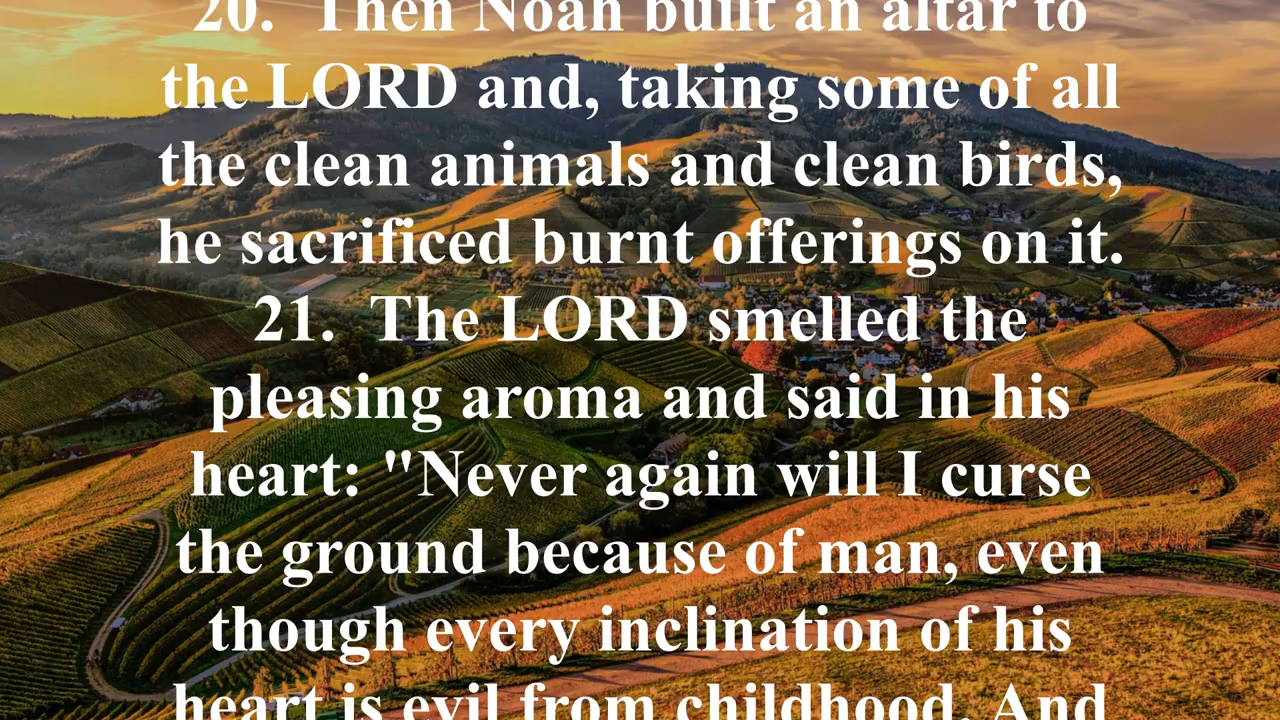 20.  Then Noah built an altar to
the LORD and, taking some of all
the clean animals and clean birds,
he sacrificed burnt offerings on it.
21.  The LORD smelled the
pleasing aroma and said in his
heart: "Never again will I curse
the ground because of man, even
though every inclination of his
heart is evil from childhood. And